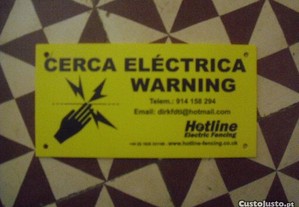 CERCA ELÉCTRICA
WARNING
Telem.: 914 158 294
Email: dirkfdti@hotmail.com
Hotline
Electric Fencing
www.hotline-fencing.co.uk
CustoJusto.pt